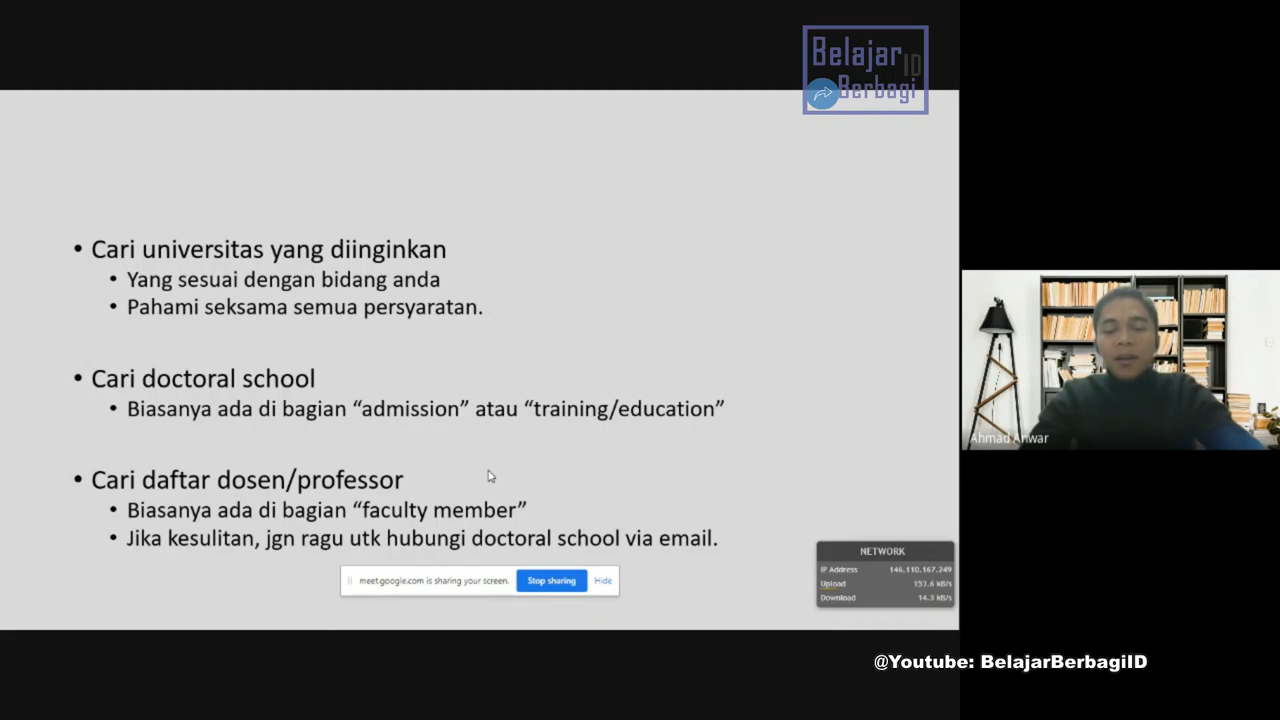 Belajar ID
Berbagi
• Cari universitas yang diinginkan
• Yang sesuai dengan bidang anda
• Pahami seksama semua persyaratan.
• Cari doctoral school
• Biasanya ada di bagian “admission” atau “training/education”
• Cari daftar dosen/professor
• Biasanya ada di bagian “faculty member”
• Jika kesulitan, jgn ragu utk hubungi doctoral school via email.
meet.google.com is sharing your screen. Stop sharing Hide
NETWORK
IP Address 146.110.167.249
Upload 153.6 kB/s
Download 14.3 kB/s
Ahmad Anwar
@Youtube: BelajarBerbagiID